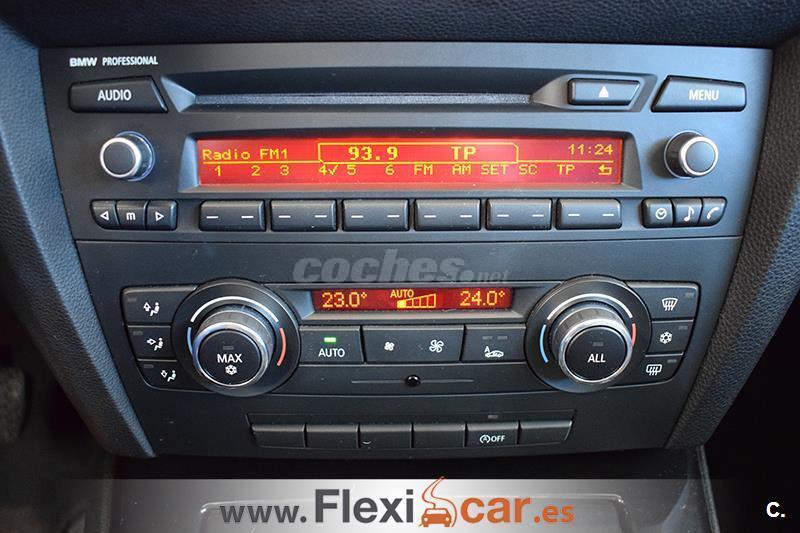 BMW PROFESSIONAL
AUDIO
MENU
Radio FM1 93.9 TP 11:24
1 2 3 4✓ 5 6 FM AM SET SC TP
m
coches.net
23.0° AUTO 24.0°
MAX
AUTO
A
ALL
OFF
www.Flexicar.es
C.